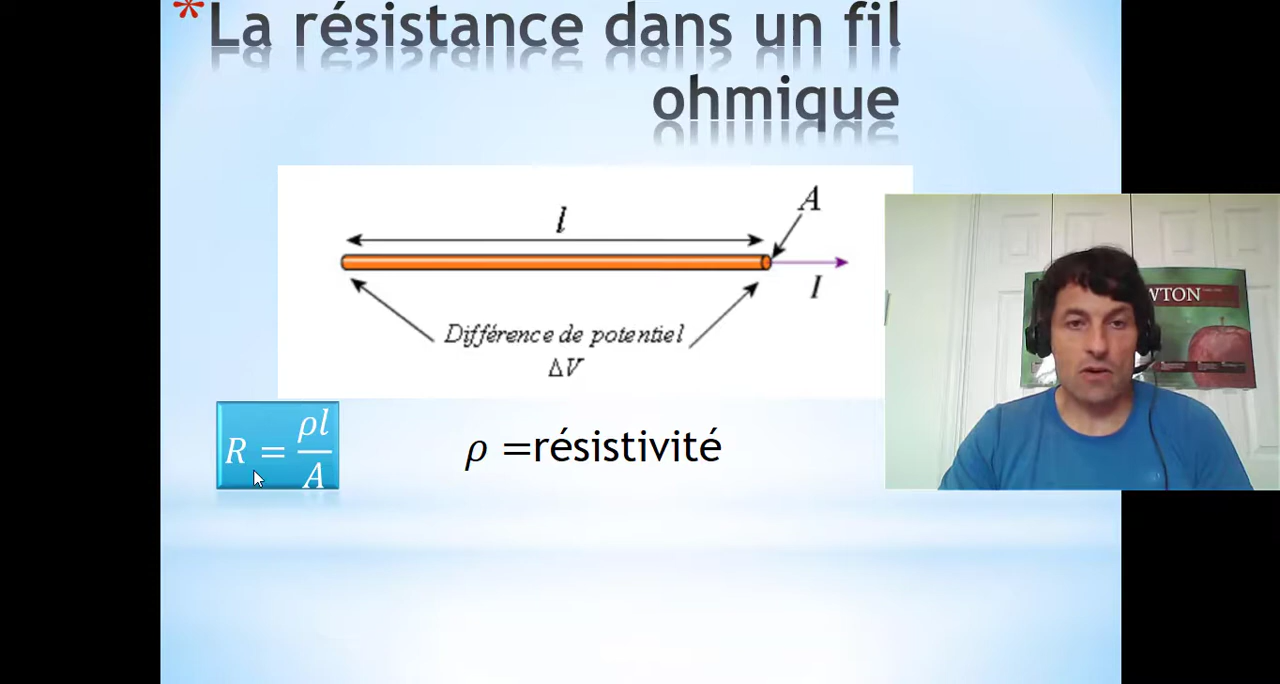 *La résistance dans un fil
ohmique
l
A
I
Différence de potentiel
ΔV
R = ρl/A
ρ =résistivité
WTON